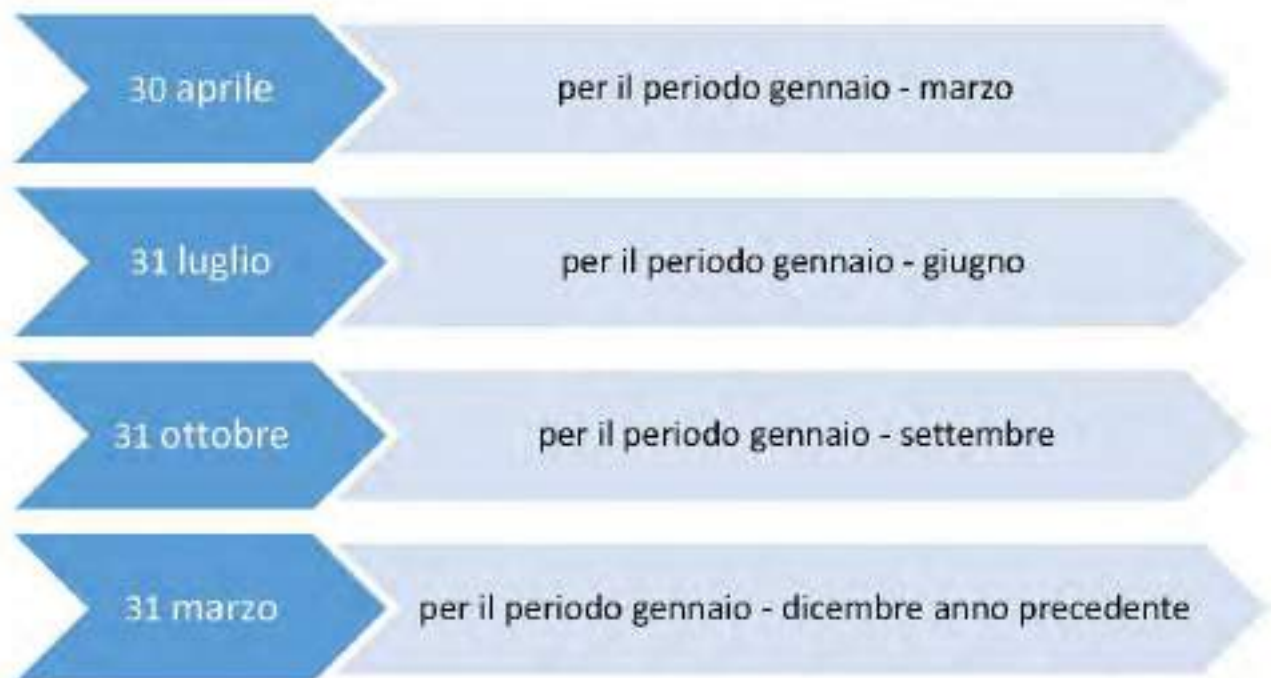 30 aprile
per il periodo gennaio - marzo
31 luglio
per il periodo gennaio - giugno
31 ottobre
per il periodo gennaio - settembre
31 marzo
per il periodo gennaio - dicembre anno precedente